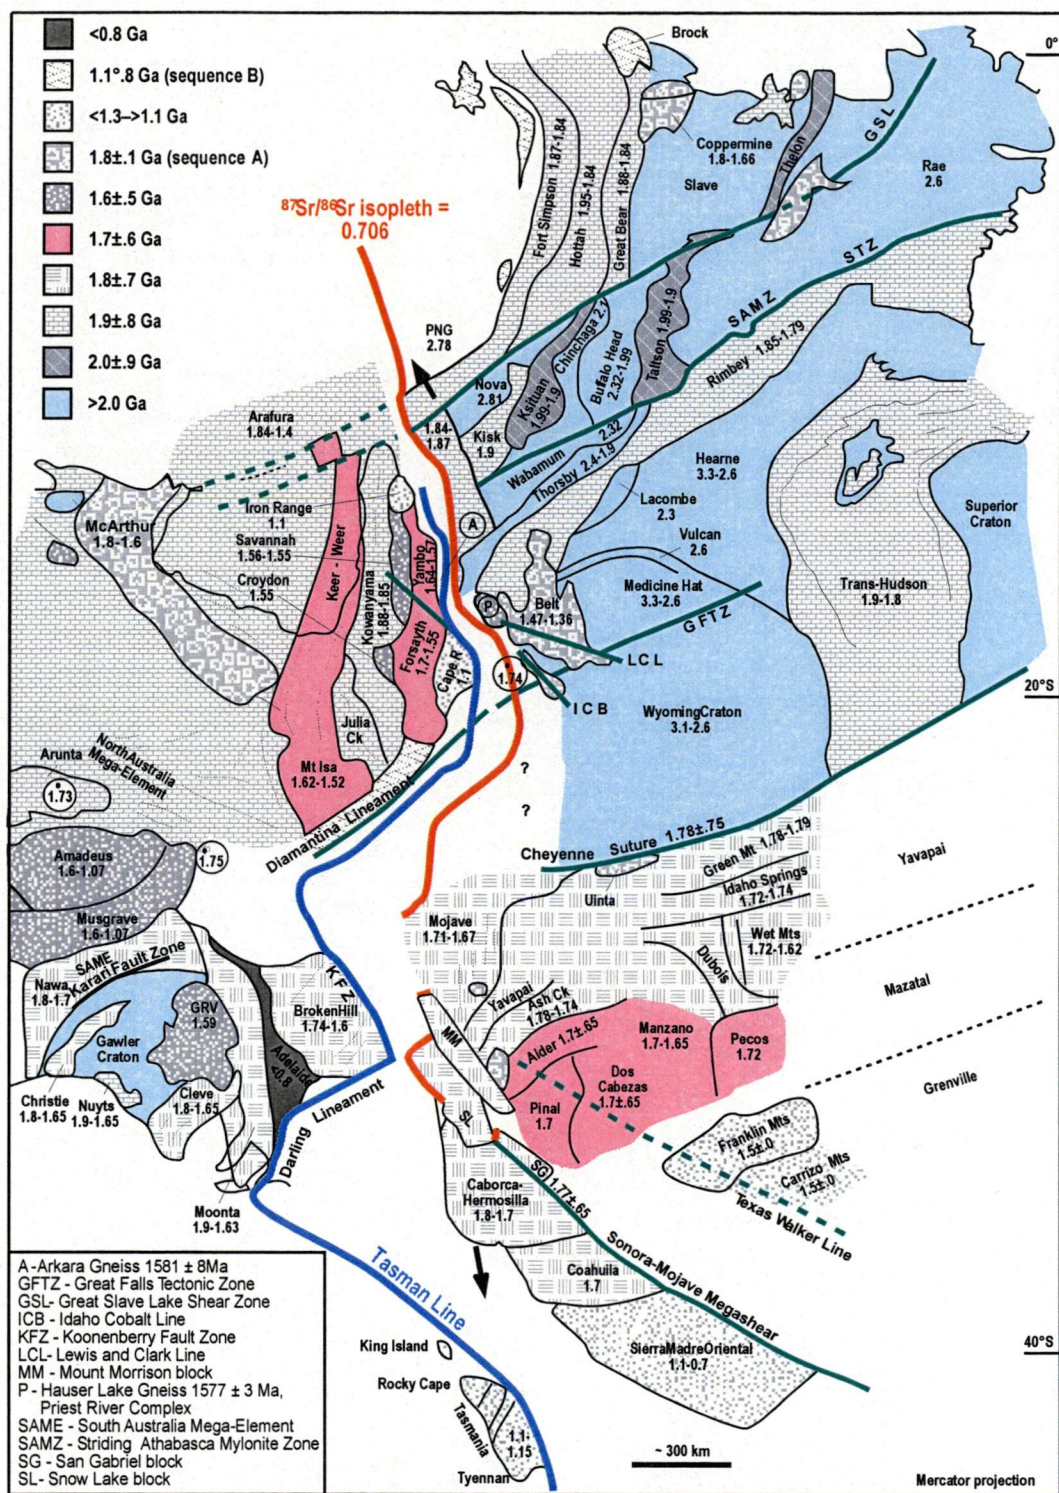 <0.8 Ga
1.1°.8 Ga (sequence B)
<1.3–>1.1 Ga
1.8±.1 Ga (sequence A)
1.6±.5 Ga
1.7±.6 Ga
1.8±.7 Ga
1.9±.8 Ga
2.0±.9 Ga
>2.0 Ga
87Sr/86Sr isopleth =
0.706
Brock
0°
Coppermine
1.8-1.66
Slave
Thelon
GSL
Rae
2.6
Fort Simpson 1.87-1.84
Hottah 1.95-1.84
Great Bear 1.88-1.84
STZ
SAMZ
PNG
2.78
Nova
2.81
Ksituan
1.99-1.9
Chinchaga 2.1
Buffalo Head
2.32-1.99
Taltson 1.99-1.9
Rimbey 1.85-1.79
1.84-
1.87
Kisk
1.9
Wabamum 2.32
Thorsby 2.4-1.9
Hearne
3.3-2.6
Lacombe
2.3
Vulcan
2.6
Superior
Craton
Arafura
1.84-1.4
McArthur
1.8-1.6
Iron Range
1.1
Savannah
1.56-1.55
Croydon
1.55
Keer - Weer
Kowanyama
1.88-1.85
Yambo
1.64-1.57
A
P
Belt
1.47-1.36
Medicine Hat
3.3-2.6
GFTZ
Trans-Hudson
1.9-1.8
Forsayth
1.7-1.55
Cape R
1.1
1.74
LCL
ICB
20°S
WyomingCraton
3.1-2.6
Julia
Ck
Mt Isa
1.62-1.52
NorthAustralia
Mega-Element
Arunta
1.73
?
?
Diamantina Lineament
Amadeus
1.6-1.07
1.75
Cheyenne Suture 1.78±.75
Green Mt 1.78-1.79
Yavapai
Idaho Springs
1.72-1.74
Uinta
Musgrave
1.6-1.07
Mojave
1.71-1.67
Wet Mts
1.72-1.62
Dubois
SAME
Karari Fault Zone
Nawa
1.8-1.7
KFZ
BrokenHill
1.74-1.6
GRV
1.59
Gawler
Craton
Adelaide
<0.8
Yavapai
Ash Ck
1.78-1.74
MM
Mazatal
Manzano
1.7-1.65
Pecos
1.72
Alder 1.7±.65
Dos
Cabezas
1.7±.65
Pinal
1.7
Grenville
Christie
1.8-1.65
Nuyts
1.9-1.65
Cleve
1.8-1.65
Darling Lineament
SL
Franklin Mts
1.5±.0
Carrizo Mts
1.5±.0
Texas Walker Line
Moonta
1.9-1.63
Caborca-
Hermosilla
1.8-1.7
SG 1.77±.65
Sonora-Mojave Megashear
Coahuila
1.7
Tasman Line
SierraMadreOriental
1.1-0.7
40°S
King Island
Rocky Cape
Tasmania
1.1-
1.15
Tyennan
~ 300 km
Mercator projection
A-Arkara Gneiss 1581 ± 8Ma
GFTZ - Great Falls Tectonic Zone
GSL- Great Slave Lake Shear Zone
ICB - Idaho Cobalt Line
KFZ - Koonenberry Fault Zone
LCL - Lewis and Clark Line
MM - Mount Morrison block
P - Hauser Lake Gneiss 1577 ± 3 Ma,
Priest River Complex
SAME - South Australia Mega-Element
SAMZ - Striding Athabasca Mylonite Zone
SG - San Gabriel block
SL - Snow Lake block